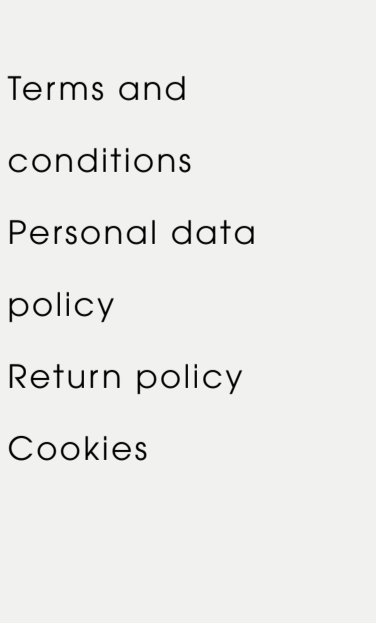 Terms and
conditions
Personal data
policy
Return policy
Cookies